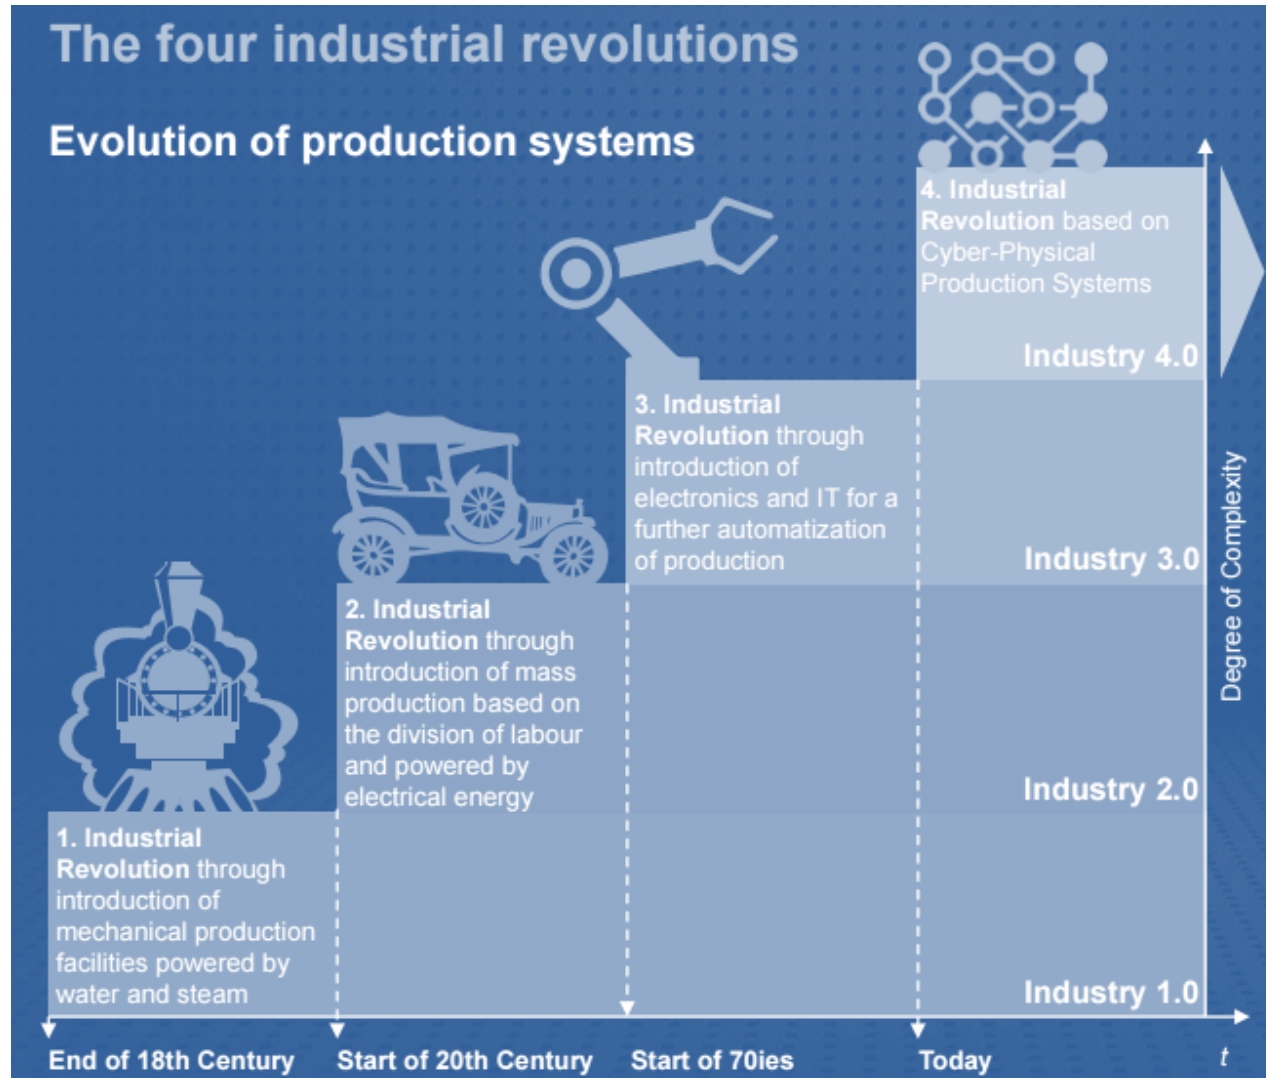 The four industrial revolutions
Evolution of production systems
4. Industrial
Revolution based on
Cyber-Physical
Production Systems
Industry 4.0
3. Industrial
Revolution through
introduction of
electronics and IT for a
further automatization
of production
Industry 3.0
2. Industrial
Revolution through
introduction of mass
production based on
the division of labour
and powered by
electrical energy
Industry 2.0
1. Industrial
Revolution through
introduction of
mechanical production
facilities powered by
water and steam
Industry 1.0
Degree of Complexity
End of 18th Century
Start of 20th Century
Start of 70ies
Today
t